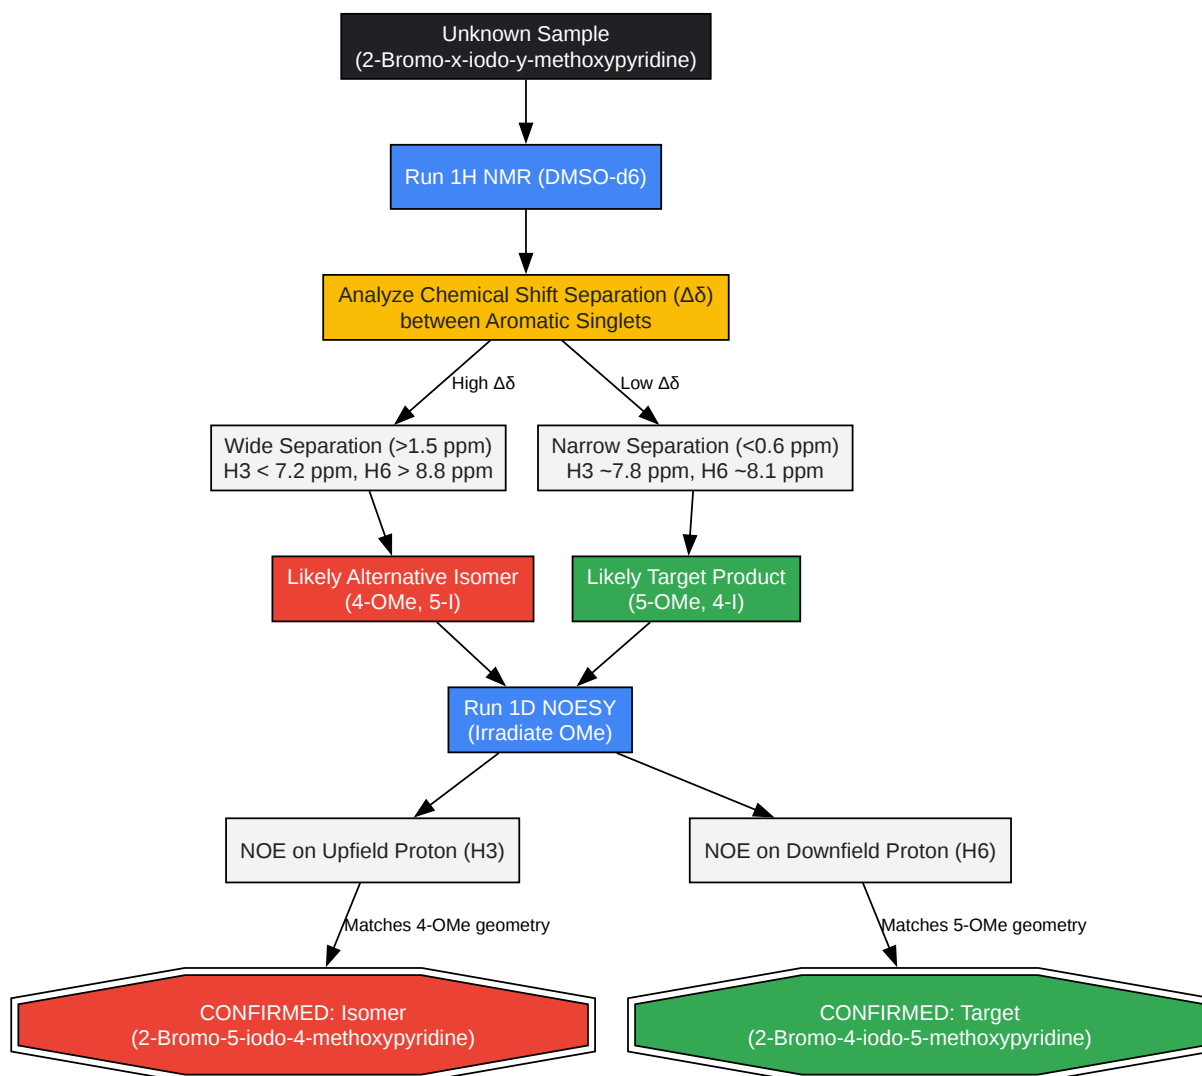 Unknown Sample
(2-Bromo-x-iodo-y-methoxypyridine)
Run 1H NMR (DMSO-d6)
Analyze Chemical Shift Separation (Δδ)
between Aromatic Singlets
High Δδ
Low Δδ
Wide Separation (>1.5 ppm)
H3 < 7.2 ppm, H6 > 8.8 ppm
Narrow Separation (<0.6 ppm)
H3 ~7.8 ppm, H6 ~8.1 ppm
Likely Alternative Isomer
(4-OMe, 5-I)
Likely Target Product
(5-OMe, 4-I)
Run 1D NOESY
(Irradiate OMe)
NOE on Upfield Proton (H3)
NOE on Downfield Proton (H6)
Matches 4-OMe geometry
Matches 5-OMe geometry
CONFIRMED: Isomer
(2-Bromo-5-iodo-4-methoxypyridine)
CONFIRMED: Target
(2-Bromo-4-iodo-5-methoxypyridine)